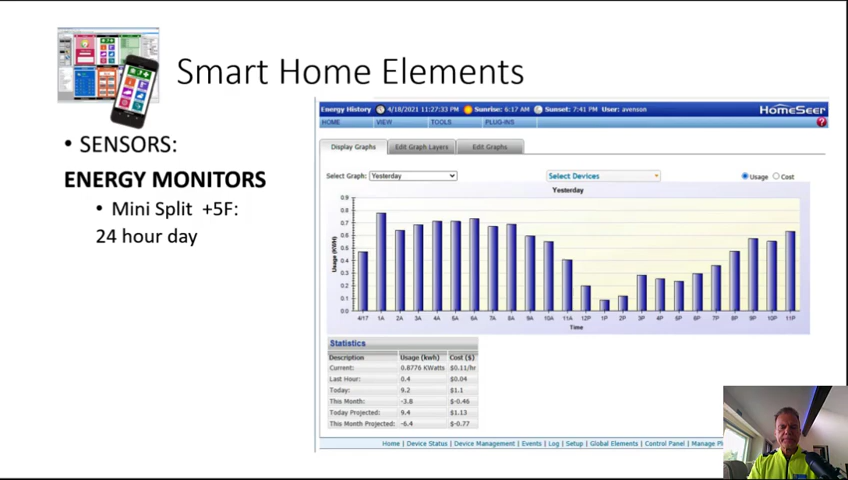 Smart Home Elements
• SENSORS:
ENERGY MONITORS
• Mini Split +5F:
24 hour day
Energy History 4/18/2021 11:27:33 PM Sunrise: 6:17 AM Sunset: 7:41 PM User: avenson
HomeSeer
HOME VIEW TOOLS PLUG-INS
?
Display Graphs Edit Graph Layers Edit Graphs
Select Graph: Yesterday Select Devices Usage Cost
Yesterday
0.9
0.8
0.7
0.6
0.5
0.4
0.3
0.2
0.1
0.0
Usage (KWH)
4/17 1A 2A 3A 4A 5A 6A 7A 8A 9A 10A 11A 12P 1P 2P 3P 4P 5P 6P 7P 8P 9P 10P 11P
Time
Statistics
Description Usage (kwh) Cost ($)
Current: 0.8776 KWatts $0.11/hr
Last Hour: 0.4 $0.04
Today: 9.2 $1.1
This Month: -3.8 $-0.46
Today Projected: 9.4 $1.13
This Month Projected: -6.4 $-0.77
Home | Device Status | Device Management | Events | Log | Setup | Global Elements | Control Panel | Manage Pl